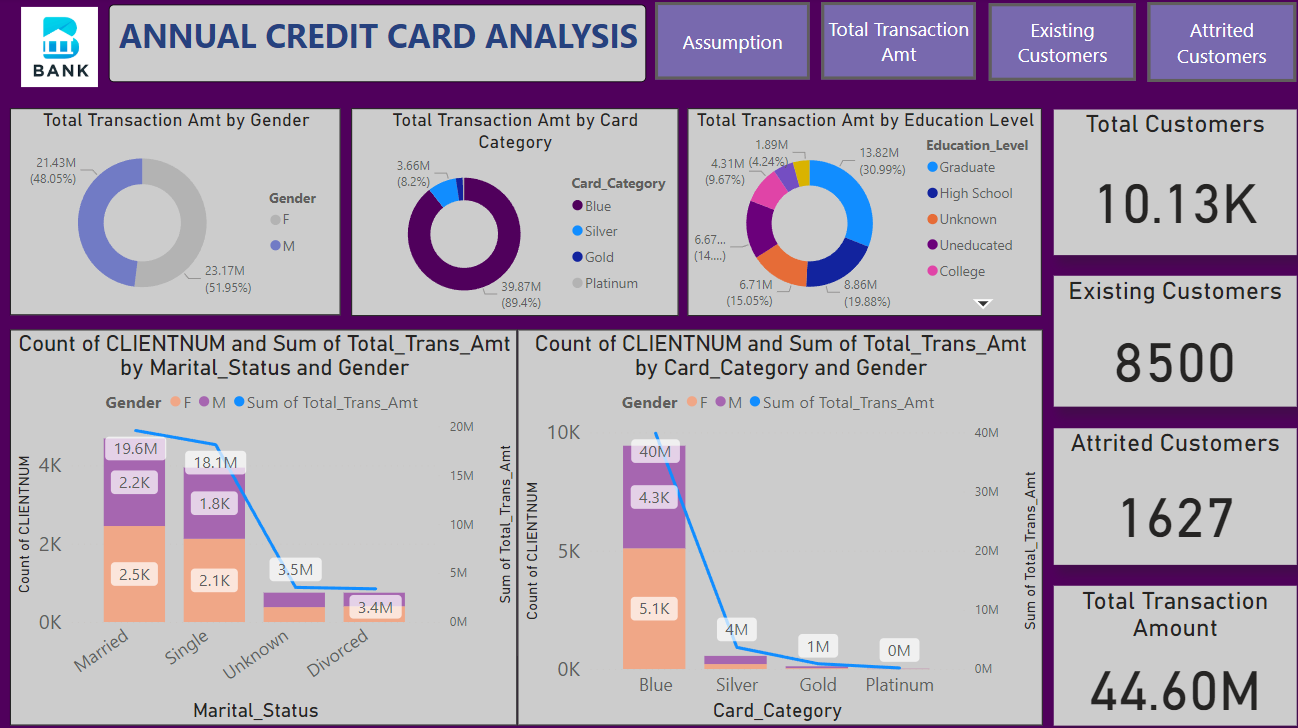 BANK
ANNUAL CREDIT CARD ANALYSIS
Assumption
Total Transaction
Amt
Existing
Customers
Attrited
Customers
Total Transaction Amt by Gender
21.43M
(48.05%)
23.17M
(51.95%)
Gender
F
M
Total Transaction Amt by Card
Category
3.66M
(8.2%)
39.87M
(89.4%)
Card_Category
Blue
Silver
Gold
Platinum
Total Transaction Amt by Education Level
1.89M
(4.24%)
4.31M
(9.67%)
6.67...
(14....)
6.71M
(15.05%)
8.86M
(19.88%)
13.82M
(30.99%)
Education_Level
Graduate
High School
Unknown
Uneducated
College
Total Customers
10.13K
Existing Customers
8500
Attrited Customers
1627
Total Transaction
Amount
44.60M
Count of CLIENTNUM and Sum of Total_Trans_Amt
by Marital_Status and Gender
Gender F M Sum of Total_Trans_Amt
Count of CLIENTNUM
4K
2K
0K
19.6M
2.2K
2.5K
18.1M
1.8K
2.1K
3.5M
3.4M
20M
15M
10M
5M
0M
Sum of Total_Trans_Amt
Married
Single
Unknown
Divorced
Marital_Status
Count of CLIENTNUM and Sum of Total_Trans_Amt
by Card_Category and Gender
Gender F M Sum of Total_Trans_Amt
Count of CLIENTNUM
10K
5K
0K
40M
4.3K
5.1K
4M
1M
0M
40M
30M
20M
10M
0M
Sum of Total_Trans_Amt
Blue
Silver
Gold
Platinum
Card_Category